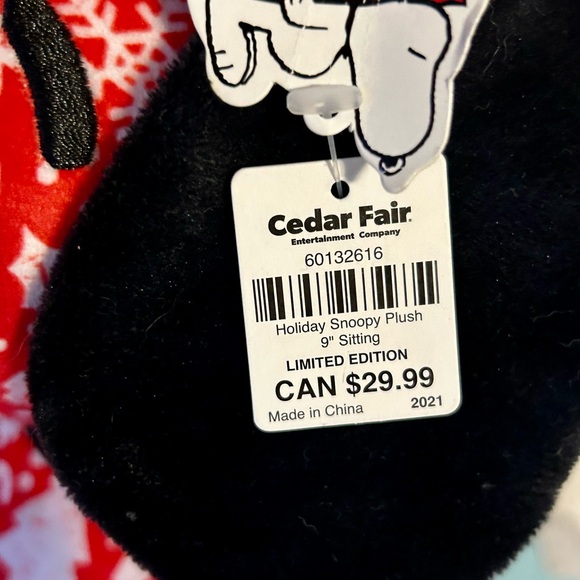 Cedar Fair
Entertainment Company
60132616
Holiday Snoopy Plush
9" Sitting
LIMITED EDITION
CAN $29.99
Made in China 2021